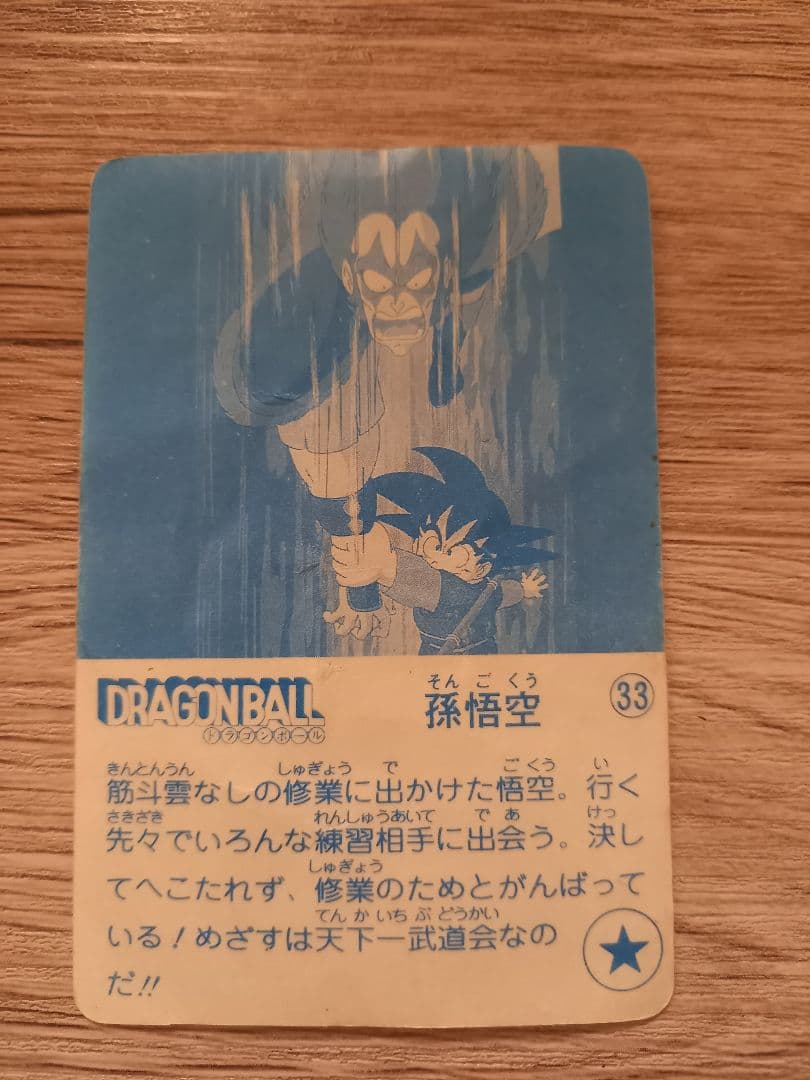 DRAGONBALL
ドラゴンボール
そん ご くう
孫悟空
33
きんとんうん しゅぎょう で ごくう い
筋斗雲なしの修業に出かけた悟空。行く
さきざき れんしゅうあいて で あ けっ
先々でいろんな練習相手に出会う。決し
しゅぎょう
てへこたれず、修業のためとがんばって
てん か いち ぶ どうかい
いる!めざすは天下一武道会なの
だ!!